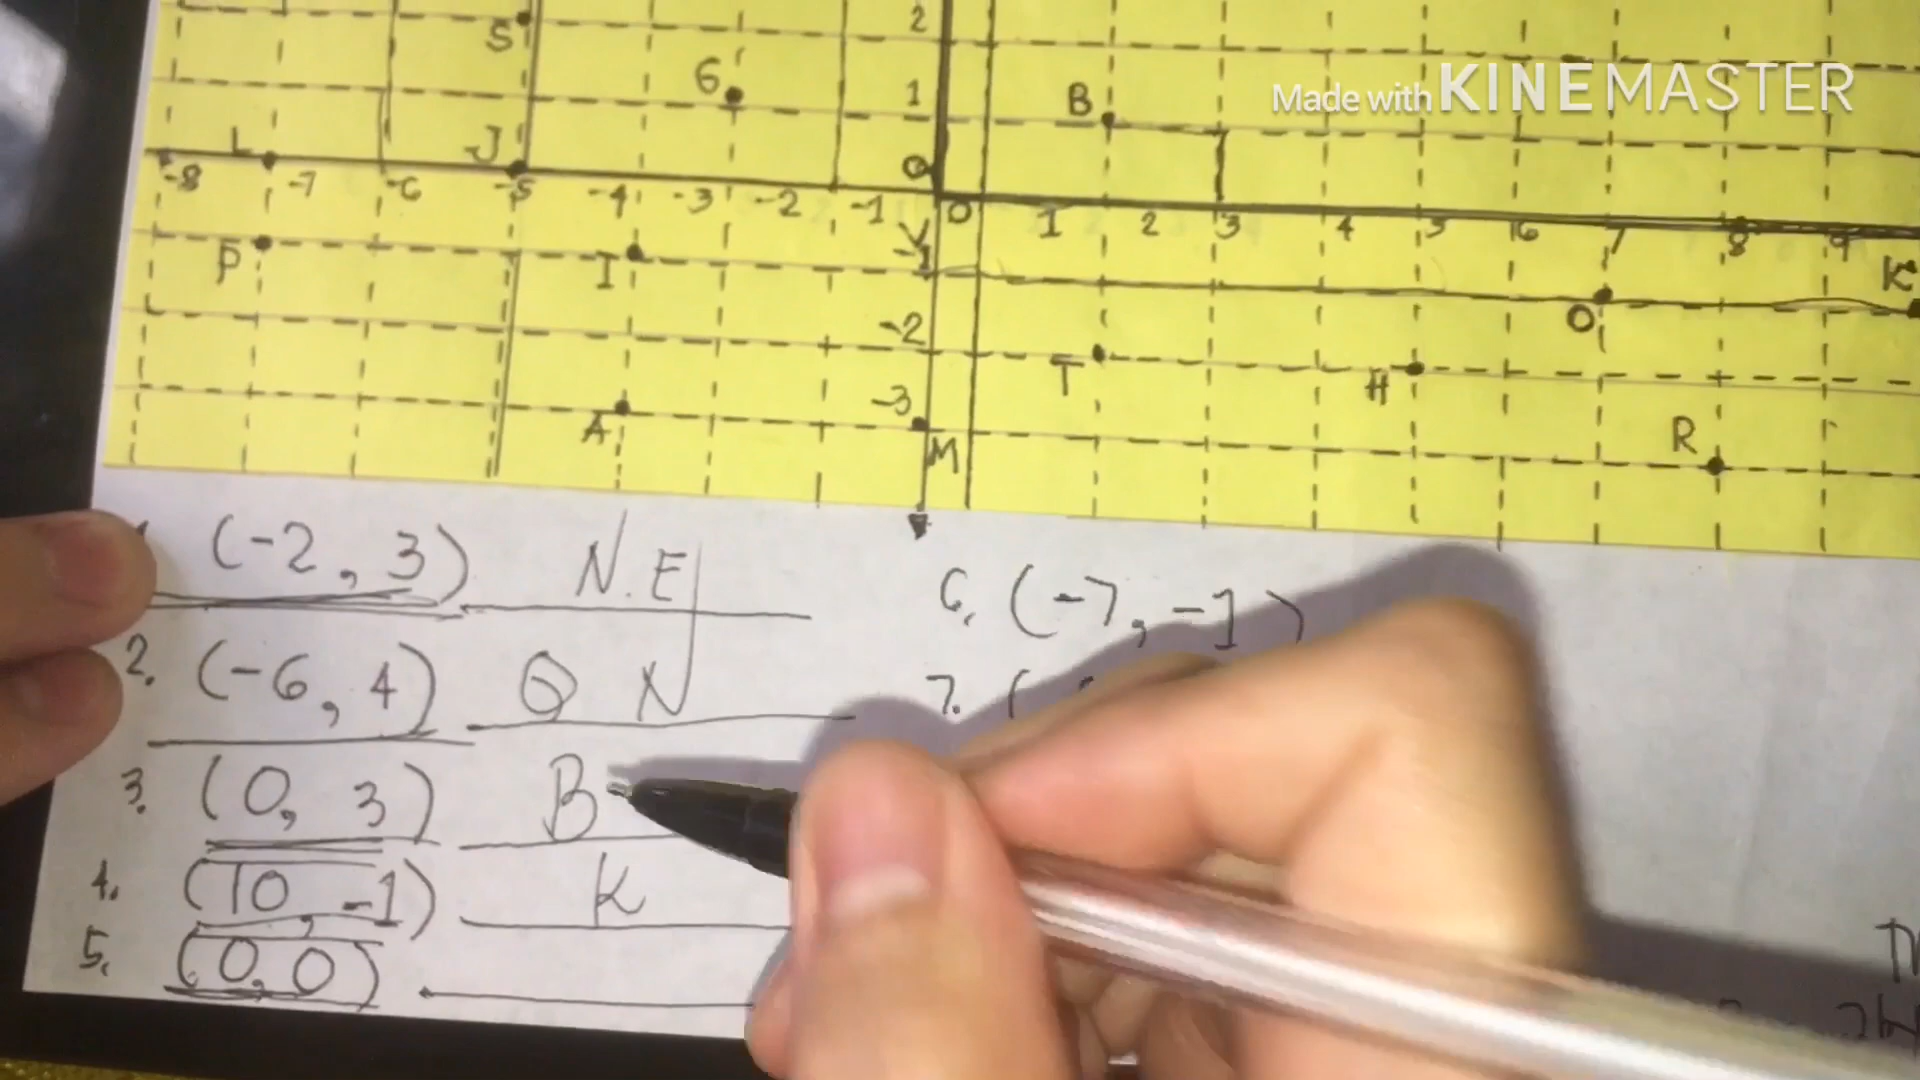 2
S
6
1
B
Made with KINEMASTER
L J
-8 -7 -6 -5 -4 -3 -2 -1 0 1 2 3 4 5 6 7 8 9
P I -1 K
O
-2
T H
-3
A M R
1. (-2, 3) N.E
2. (-6, 4) Q N
3. (0, 3) B
4. (10, -1) K
5. (0, 0)
6. (-7, -1)
7. (